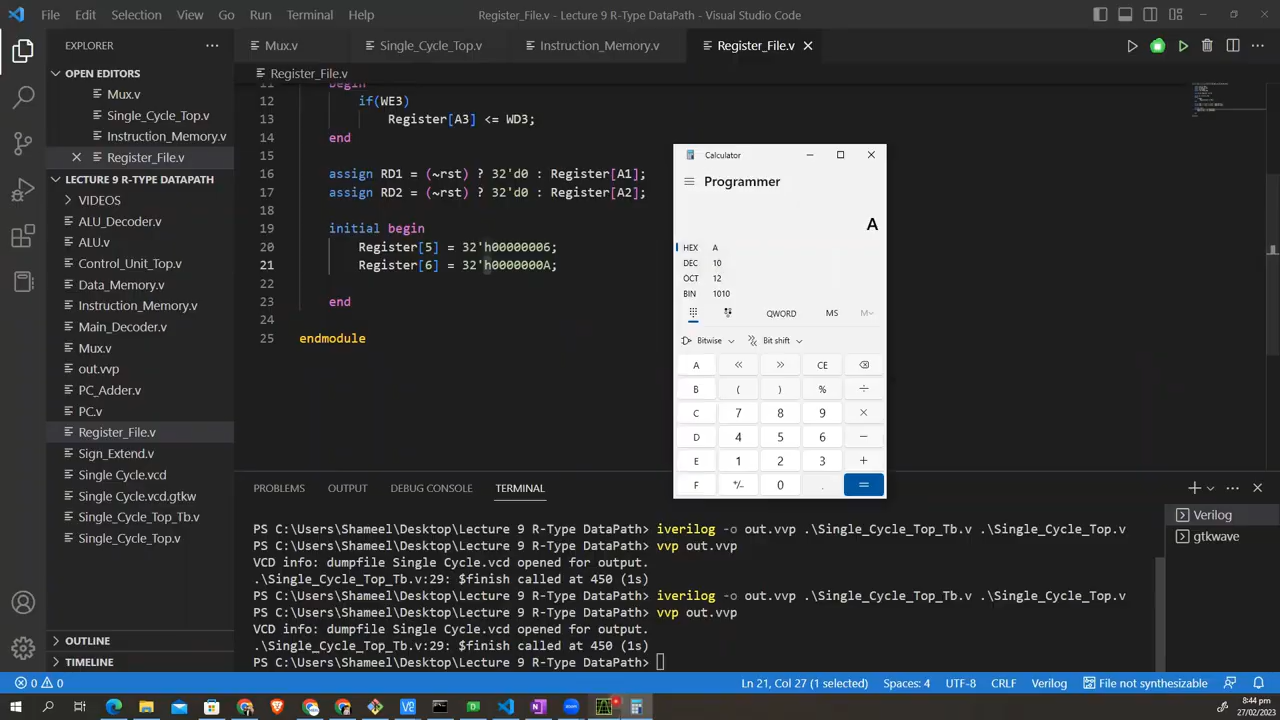 File Edit Selection View Go Run Terminal Help
Register_File.v - Lecture 9 R-Type DataPath - Visual Studio Code
EXPLORER
OPEN EDITORS
Mux.v
Single_Cycle_Top.v
Instruction_Memory.v
Register_File.v
LECTURE 9 R-TYPE DATAPATH
VIDEOS
ALU_Decoder.v
ALU.v
Control_Unit_Top.v
Data_Memory.v
Instruction_Memory.v
Main_Decoder.v
Mux.v
out.vvp
PC_Adder.v
PC.v
Register_File.v
Sign_Extend.v
Single Cycle.vcd
Single Cycle.vcd.gtkw
Single_Cycle_Top_Tb.v
Single_Cycle_Top.v
OUTLINE
TIMELINE
Mux.v Single_Cycle_Top.v Instruction_Memory.v Register_File.v
Register_File.v
11 begin
12 if(WE3)
13 Register[A3] <= WD3;
14 end
15
16 assign RD1 = (~rst) ? 32'd0 : Register[A1];
17 assign RD2 = (~rst) ? 32'd0 : Register[A2];
18
19 initial begin
20 Register[5] = 32'h00000006;
21 Register[6] = 32'h0000000A;
22
23 end
24
25 endmodule
Calculator
Programmer
A
HEX A
DEC 10
OCT 12
BIN 1010
QWORD MS M
Bitwise Bit shift
A << >> CE
B ( ) % ÷
C 7 8 9 ×
D 4 5 6 −
E 1 2 3 +
F +/- 0 . =
PROBLEMS OUTPUT DEBUG CONSOLE TERMINAL
PS C:\Users\Shameel\Desktop\Lecture 9 R-Type DataPath> iverilog -o out.vvp .\Single_Cycle_Top_Tb.v .\Single_Cycle_Top.v
PS C:\Users\Shameel\Desktop\Lecture 9 R-Type DataPath> vvp out.vvp
VCD info: dumpfile Single Cycle.vcd opened for output.
.\Single_Cycle_Top_Tb.v:29: $finish called at 450 (1s)
PS C:\Users\Shameel\Desktop\Lecture 9 R-Type DataPath> iverilog -o out.vvp .\Single_Cycle_Top_Tb.v .\Single_Cycle_Top.v
PS C:\Users\Shameel\Desktop\Lecture 9 R-Type DataPath> vvp out.vvp
VCD info: dumpfile Single Cycle.vcd opened for output.
.\Single_Cycle_Top_Tb.v:29: $finish called at 450 (1s)
PS C:\Users\Shameel\Desktop\Lecture 9 R-Type DataPath>
Verilog
gtkwave
0 0 Ln 21, Col 27 (1 selected) Spaces: 4 UTF-8 CRLF Verilog File not synthesizable
8:44 pm
27/02/2023